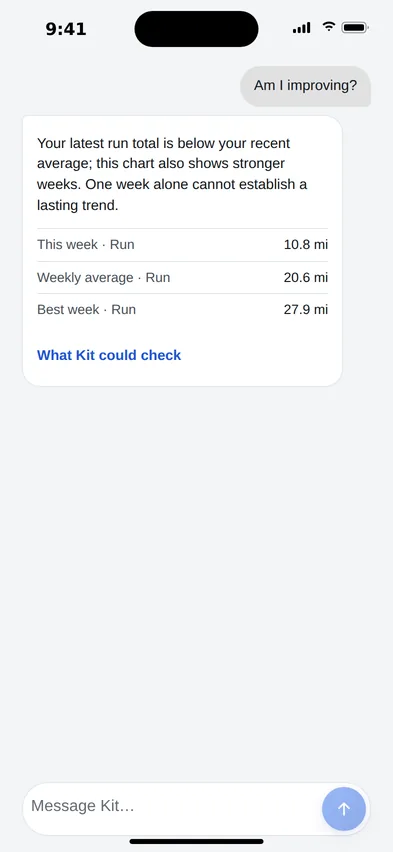 9:41
Am I improving?
Your latest run total is below your recent
average; this chart also shows stronger
weeks. One week alone cannot establish a
lasting trend.
This week · Run 10.8 mi
Weekly average · Run 20.6 mi
Best week · Run 27.9 mi
What Kit could check
Message Kit…